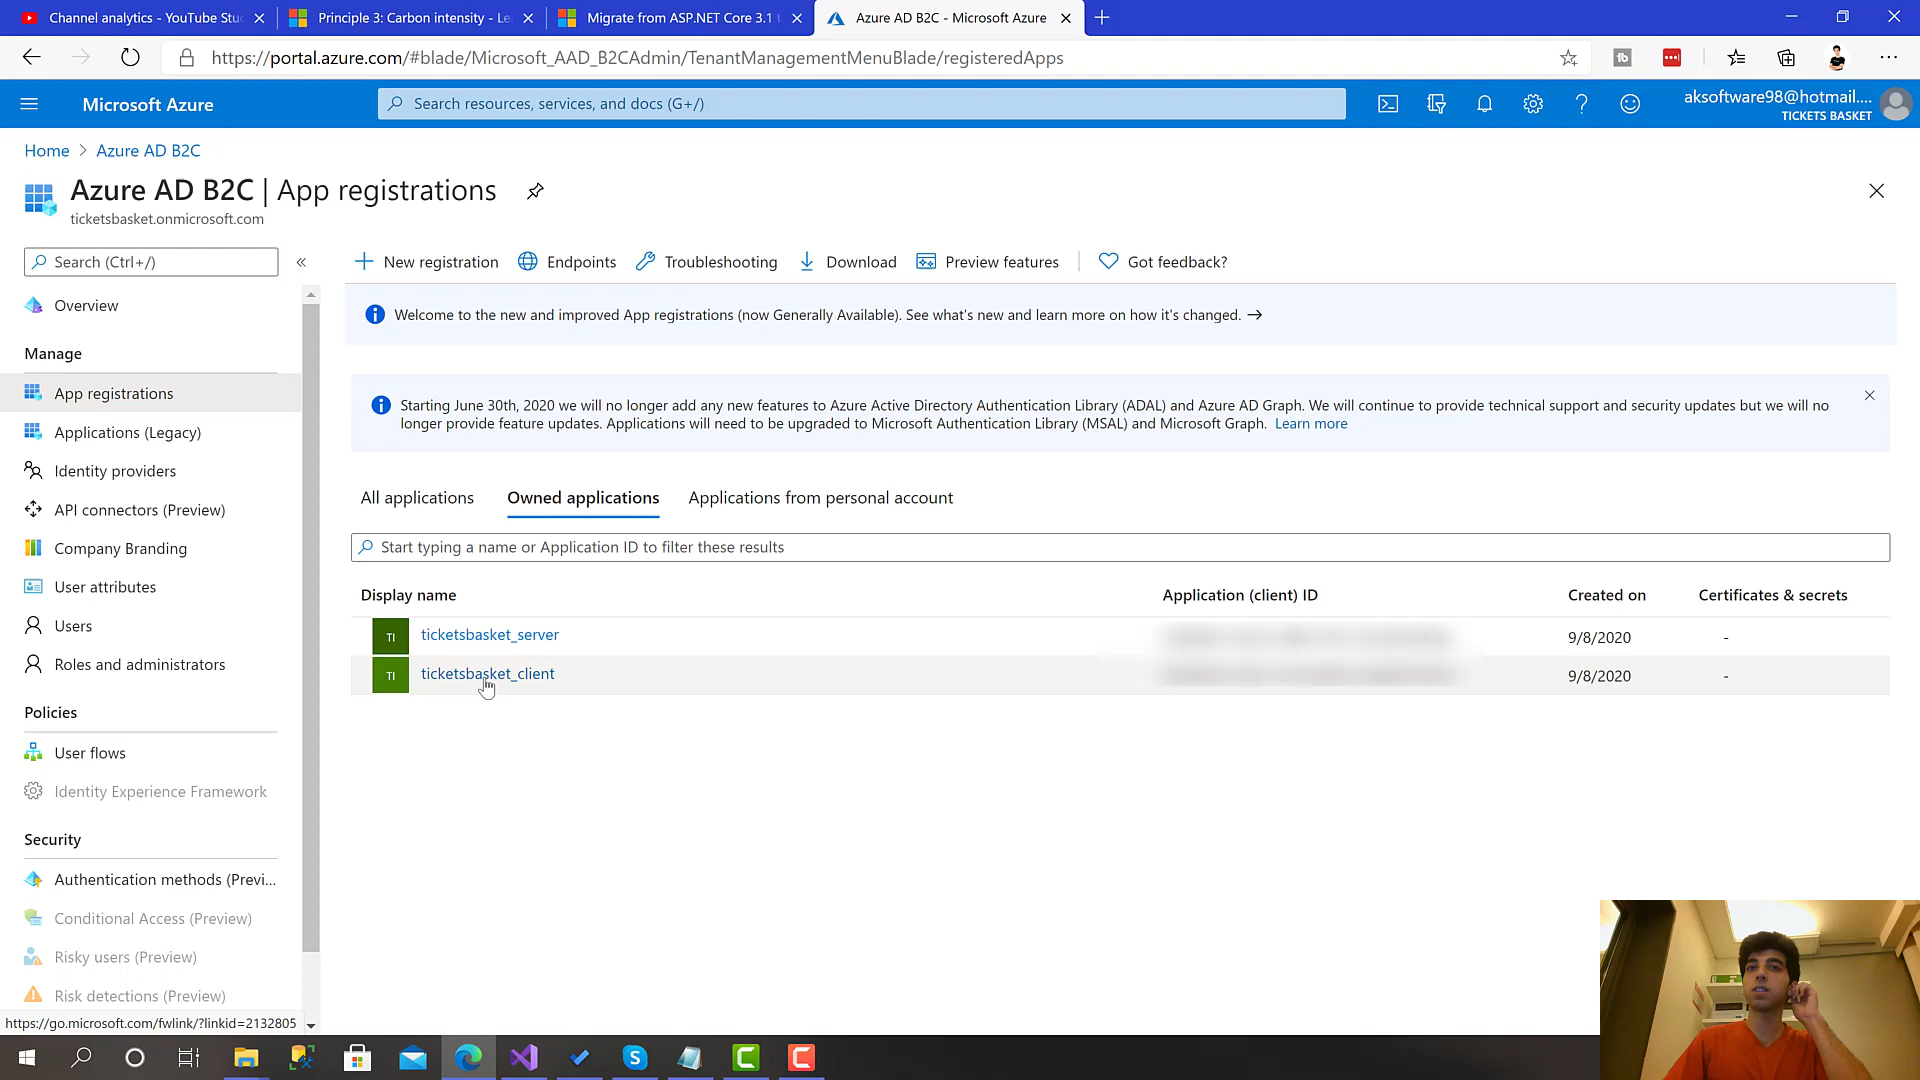 Channel analytics - YouTube Stu
Principle 3: Carbon intensity - Le
Migrate from ASP.NET Core 3.1 t
Azure AD B2C - Microsoft Azure
https://portal.azure.com/#blade/Microsoft_AAD_B2CAdmin/TenantManagementMenuBlade/registeredApps
Microsoft Azure
Search resources, services, and docs (G+/)
aksoftware98@hotmail....
TICKETS BASKET
Home > Azure AD B2C
Azure AD B2C | App registrations
ticketsbasket.onmicrosoft.com
Search (Ctrl+/)
«
New registration
Endpoints
Troubleshooting
Download
Preview features
Got feedback?
Overview
Manage
App registrations
Applications (Legacy)
Identity providers
API connectors (Preview)
Company Branding
User attributes
Users
Roles and administrators
Policies
User flows
Identity Experience Framework
Security
Authentication methods (Previ...
Conditional Access (Preview)
Risky users (Preview)
Risk detections (Preview)
https://go.microsoft.com/fwlink/?linkid=2132805
Welcome to the new and improved App registrations (now Generally Available). See what's new and learn more on how it's changed. →
Starting June 30th, 2020 we will no longer add any new features to Azure Active Directory Authentication Library (ADAL) and Azure AD Graph. We will continue to provide technical support and security updates but we will no
longer provide feature updates. Applications will need to be upgraded to Microsoft Authentication Library (MSAL) and Microsoft Graph. Learn more
All applications
Owned applications
Applications from personal account
Start typing a name or Application ID to filter these results
Display name
Application (client) ID
Created on
Certificates & secrets
TI
ticketsbasket_server
9/8/2020
-
TI
ticketsbasket_client
9/8/2020
-